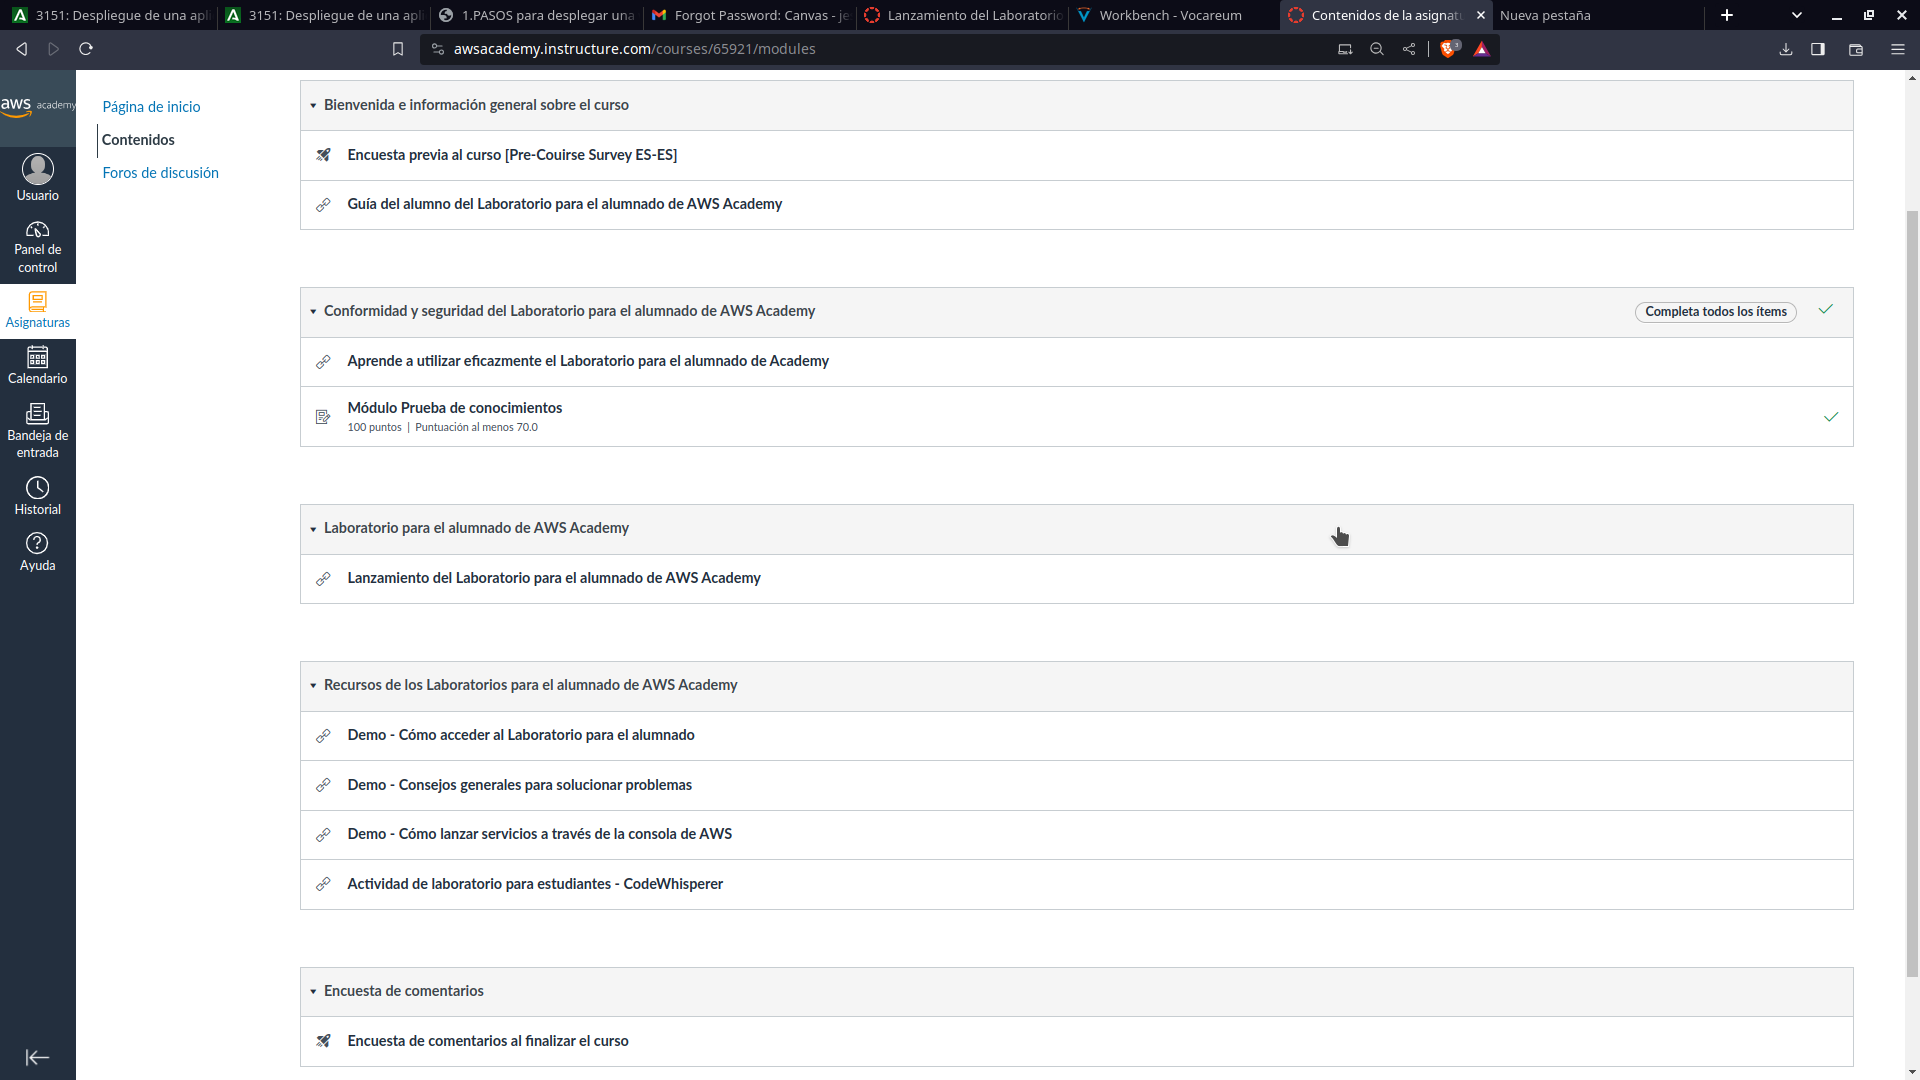 3151: Despliegue de una apl
3151: Despliegue de una apl
1.PASOS para desplegar una
Forgot Password: Canvas - je
Lanzamiento del Laboratorio
Workbench - Vocareum
Contenidos de la asignatu
Nueva pestaña
awsacademy.instructure.com/courses/65921/modules
3
aws academy
Usuario
Panel de
control
Asignaturas
Calendario
Bandeja de
entrada
Historial
Ayuda
Página de inicio
Contenidos
Foros de discusión
Bienvenida e información general sobre el curso
Encuesta previa al curso [Pre-Couirse Survey ES-ES]
Guía del alumno del Laboratorio para el alumnado de AWS Academy
Conformidad y seguridad del Laboratorio para el alumnado de AWS Academy
Completa todos los ítems
Aprende a utilizar eficazmente el Laboratorio para el alumnado de Academy
Módulo Prueba de conocimientos
100 puntos | Puntuación al menos 70.0
Laboratorio para el alumnado de AWS Academy
Lanzamiento del Laboratorio para el alumnado de AWS Academy
Recursos de los Laboratorios para el alumnado de AWS Academy
Demo - Cómo acceder al Laboratorio para el alumnado
Demo - Consejos generales para solucionar problemas
Demo - Cómo lanzar servicios a través de la consola de AWS
Actividad de laboratorio para estudiantes - CodeWhisperer
Encuesta de comentarios
Encuesta de comentarios al finalizar el curso